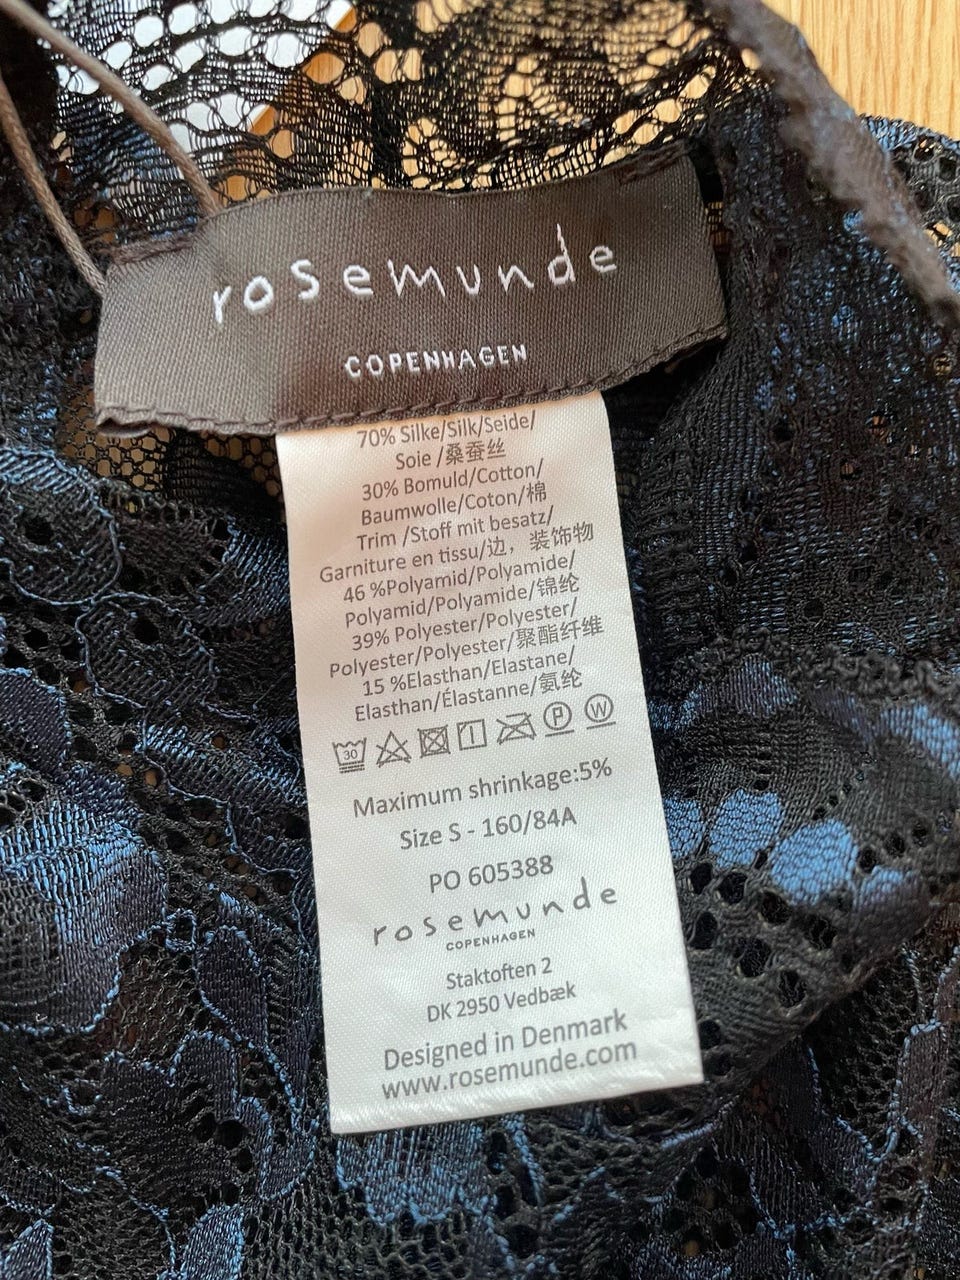 rosemunde
COPENHAGEN
70% Silke/Silk/Seide/
Soie /桑蚕丝
30% Bomuld/Cotton/
Baumwolle/Coton/棉
Trim /Stoff mit besatz/
Garniture en tissu/边，装饰物
46 %Polyamid/Polyamide/
Polyamid/Polyamide/锦纶
39% Polyester/Polyester/
Polyester/Polyester/聚酯纤维
15 %Elasthan/Elastane/
Elasthan/Élastanne/氨纶
30 P W
Maximum shrinkage:5%
Size S - 160/84A
PO 605388
rosemunde
COPENHAGEN
Staktoften 2
DK 2950 Vedbæk
Designed in Denmark
www.rosemunde.com